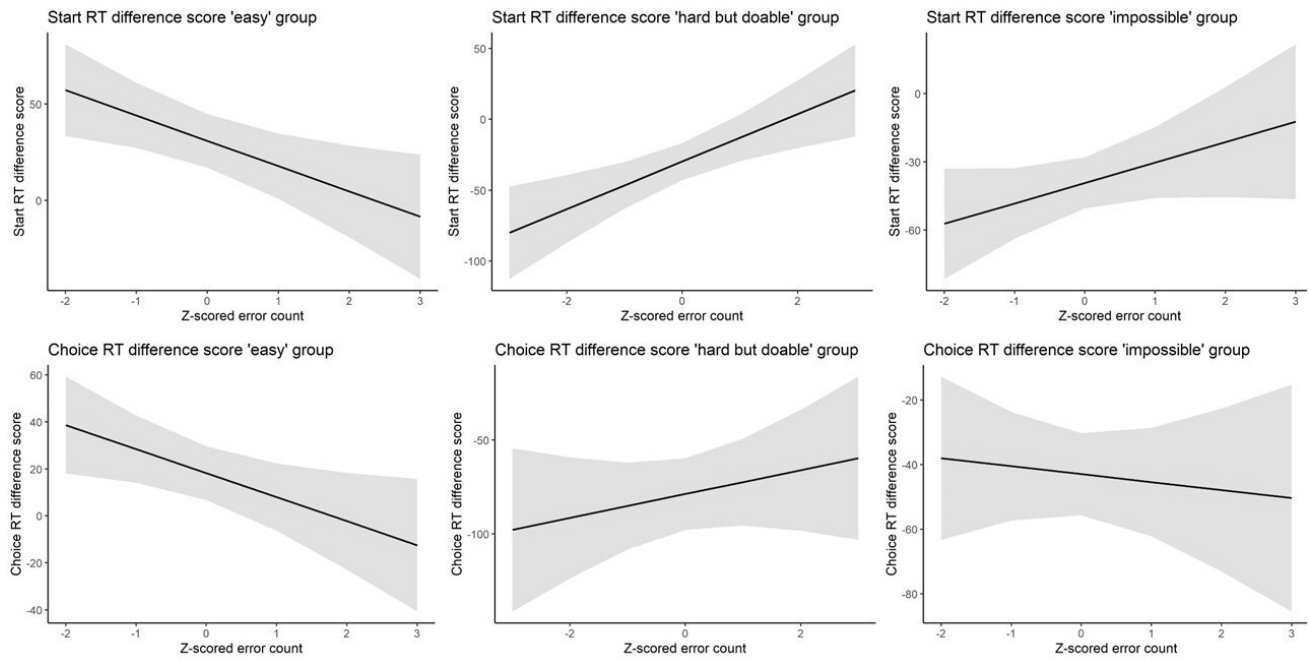 Start RT difference score 'easy' group
Start RT difference score
50
0
-2 -1 0 1 2 3
Z-scored error count
Start RT difference score 'hard but doable' group
Start RT difference score
50
0
-50
-100
-2 0 2
Z-scored error count
Start RT difference score 'impossible' group
Start RT difference score
0
-30
-60
-2 -1 0 1 2 3
Z-scored error count
Choice RT difference score 'easy' group
Choice RT difference score
60
40
20
0
-20
-40
-2 -1 0 1 2 3
Z-scored error count
Choice RT difference score 'hard but doable' group
Choice RT difference score
-50
-100
-2 0 2
Z-scored error count
Choice RT difference score 'impossible' group
Choice RT difference score
-20
-40
-60
-80
-2 -1 0 1 2 3
Z-scored error count